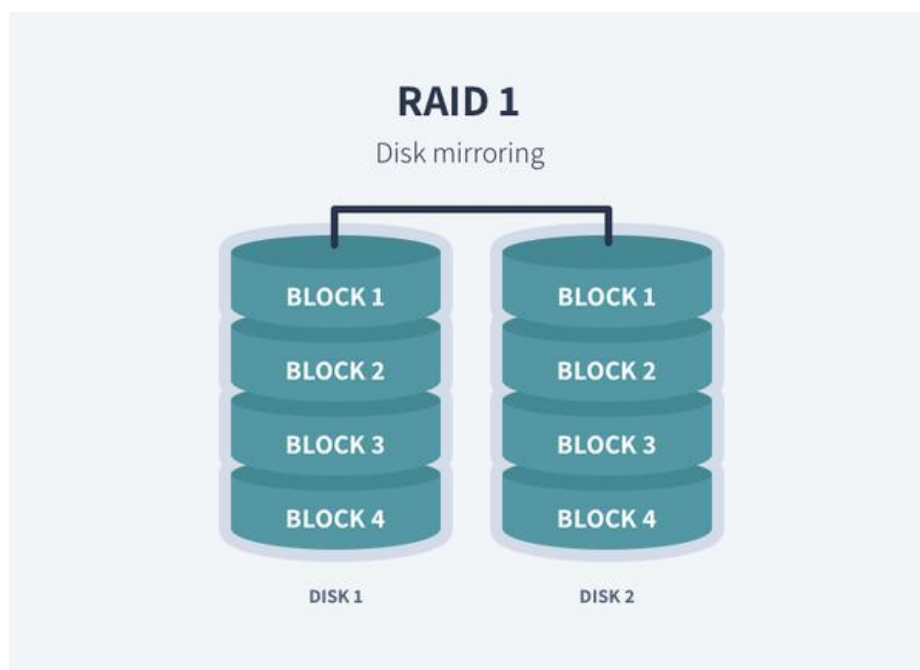 RAID 1
Disk mirroring
BLOCK 1
BLOCK 2
BLOCK 3
BLOCK 4
DISK 1
BLOCK 1
BLOCK 2
BLOCK 3
BLOCK 4
DISK 2